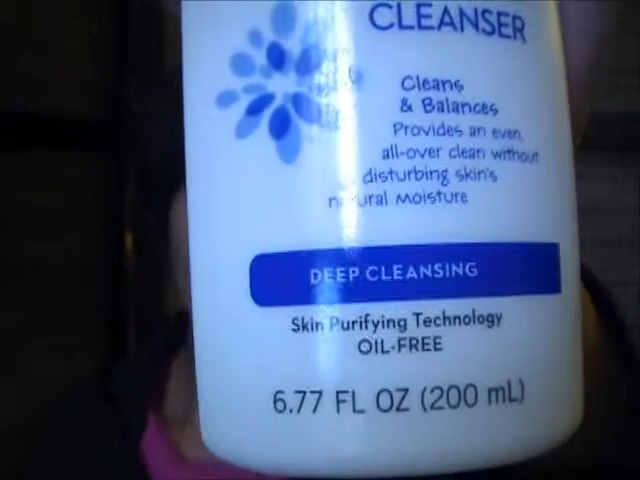 CLEANSER
Cleans
& Balances
Provides an even,
all-over clean without
disturbing skin's
natural moisture
DEEP CLEANSING
Skin Purifying Technology
OIL-FREE
6.77 FL OZ (200 mL)